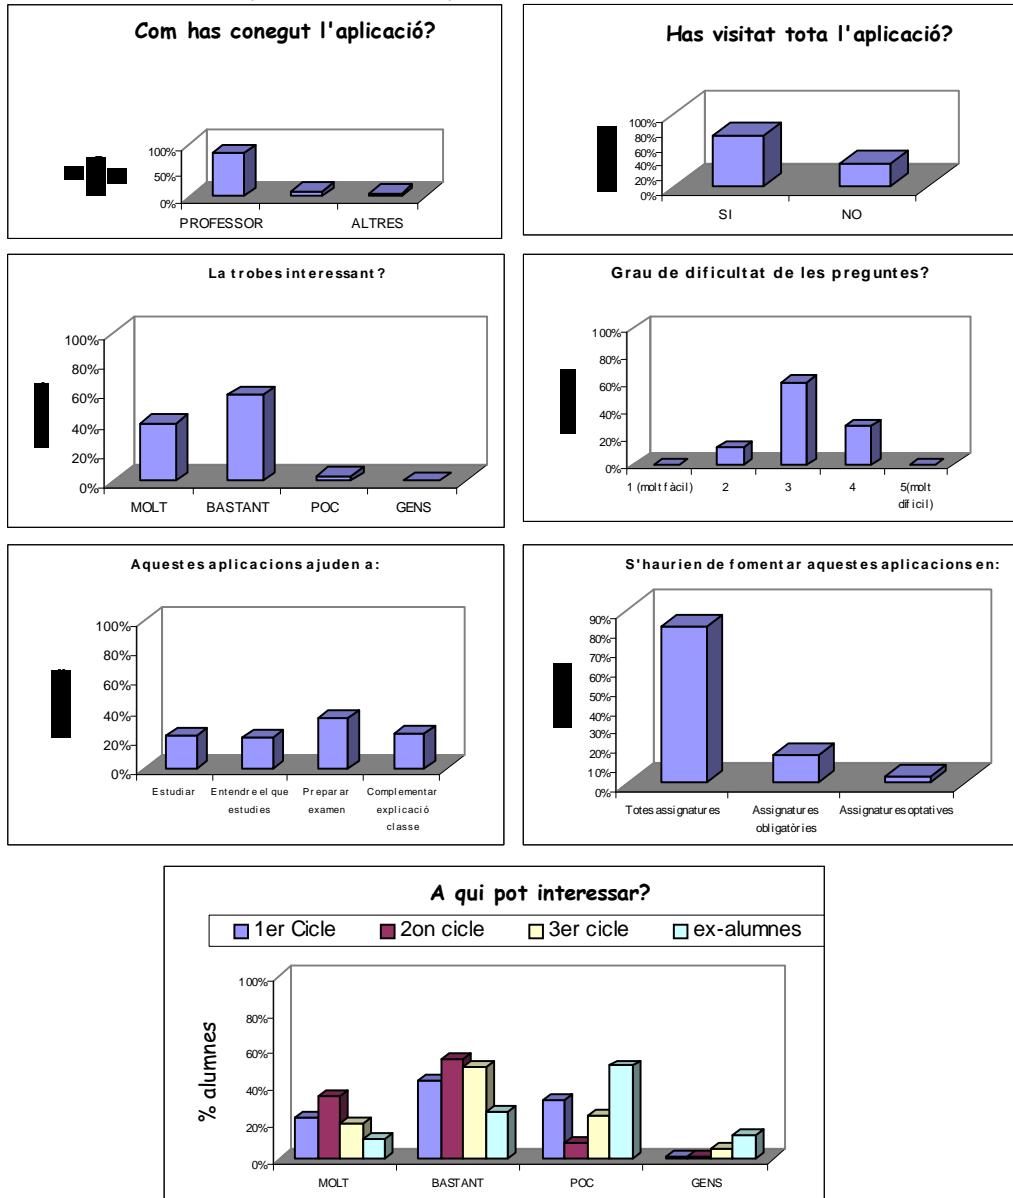 Com has conegut l'aplicació?
100%
50%
0%
PROFESSOR
ALTRES
Has visitat tota l'aplicació?
100%
80%
60%
40%
20%
0%
SI
NO
La trobes interessant?
100%
80%
60%
40%
20%
0%
MOLT
BASTANT
POC
GENS
Grau de dificultat de les preguntes?
100%
80%
60%
40%
20%
0%
1 (molt fàcil)
2
3
4
5(molt
difícil)
Aquestes aplicacions ajuden a:
100%
80%
60%
40%
20%
0%
Estudiar
Entendre el que
estudies
Preparar
examen
Complementar
explicació
classe
S'haurien de fomentar aquestes aplicacions en:
90%
80%
70%
60%
50%
40%
30%
20%
10%
0%
Totes assignatures
Assignatures
obligatòries
Assignatures optatives
A qui pot interessar?
1er Cicle
2on cicle
3er cicle
ex-alumnes
% alumnes
100%
80%
60%
40%
20%
0%
MOLT
BASTANT
POC
GENS